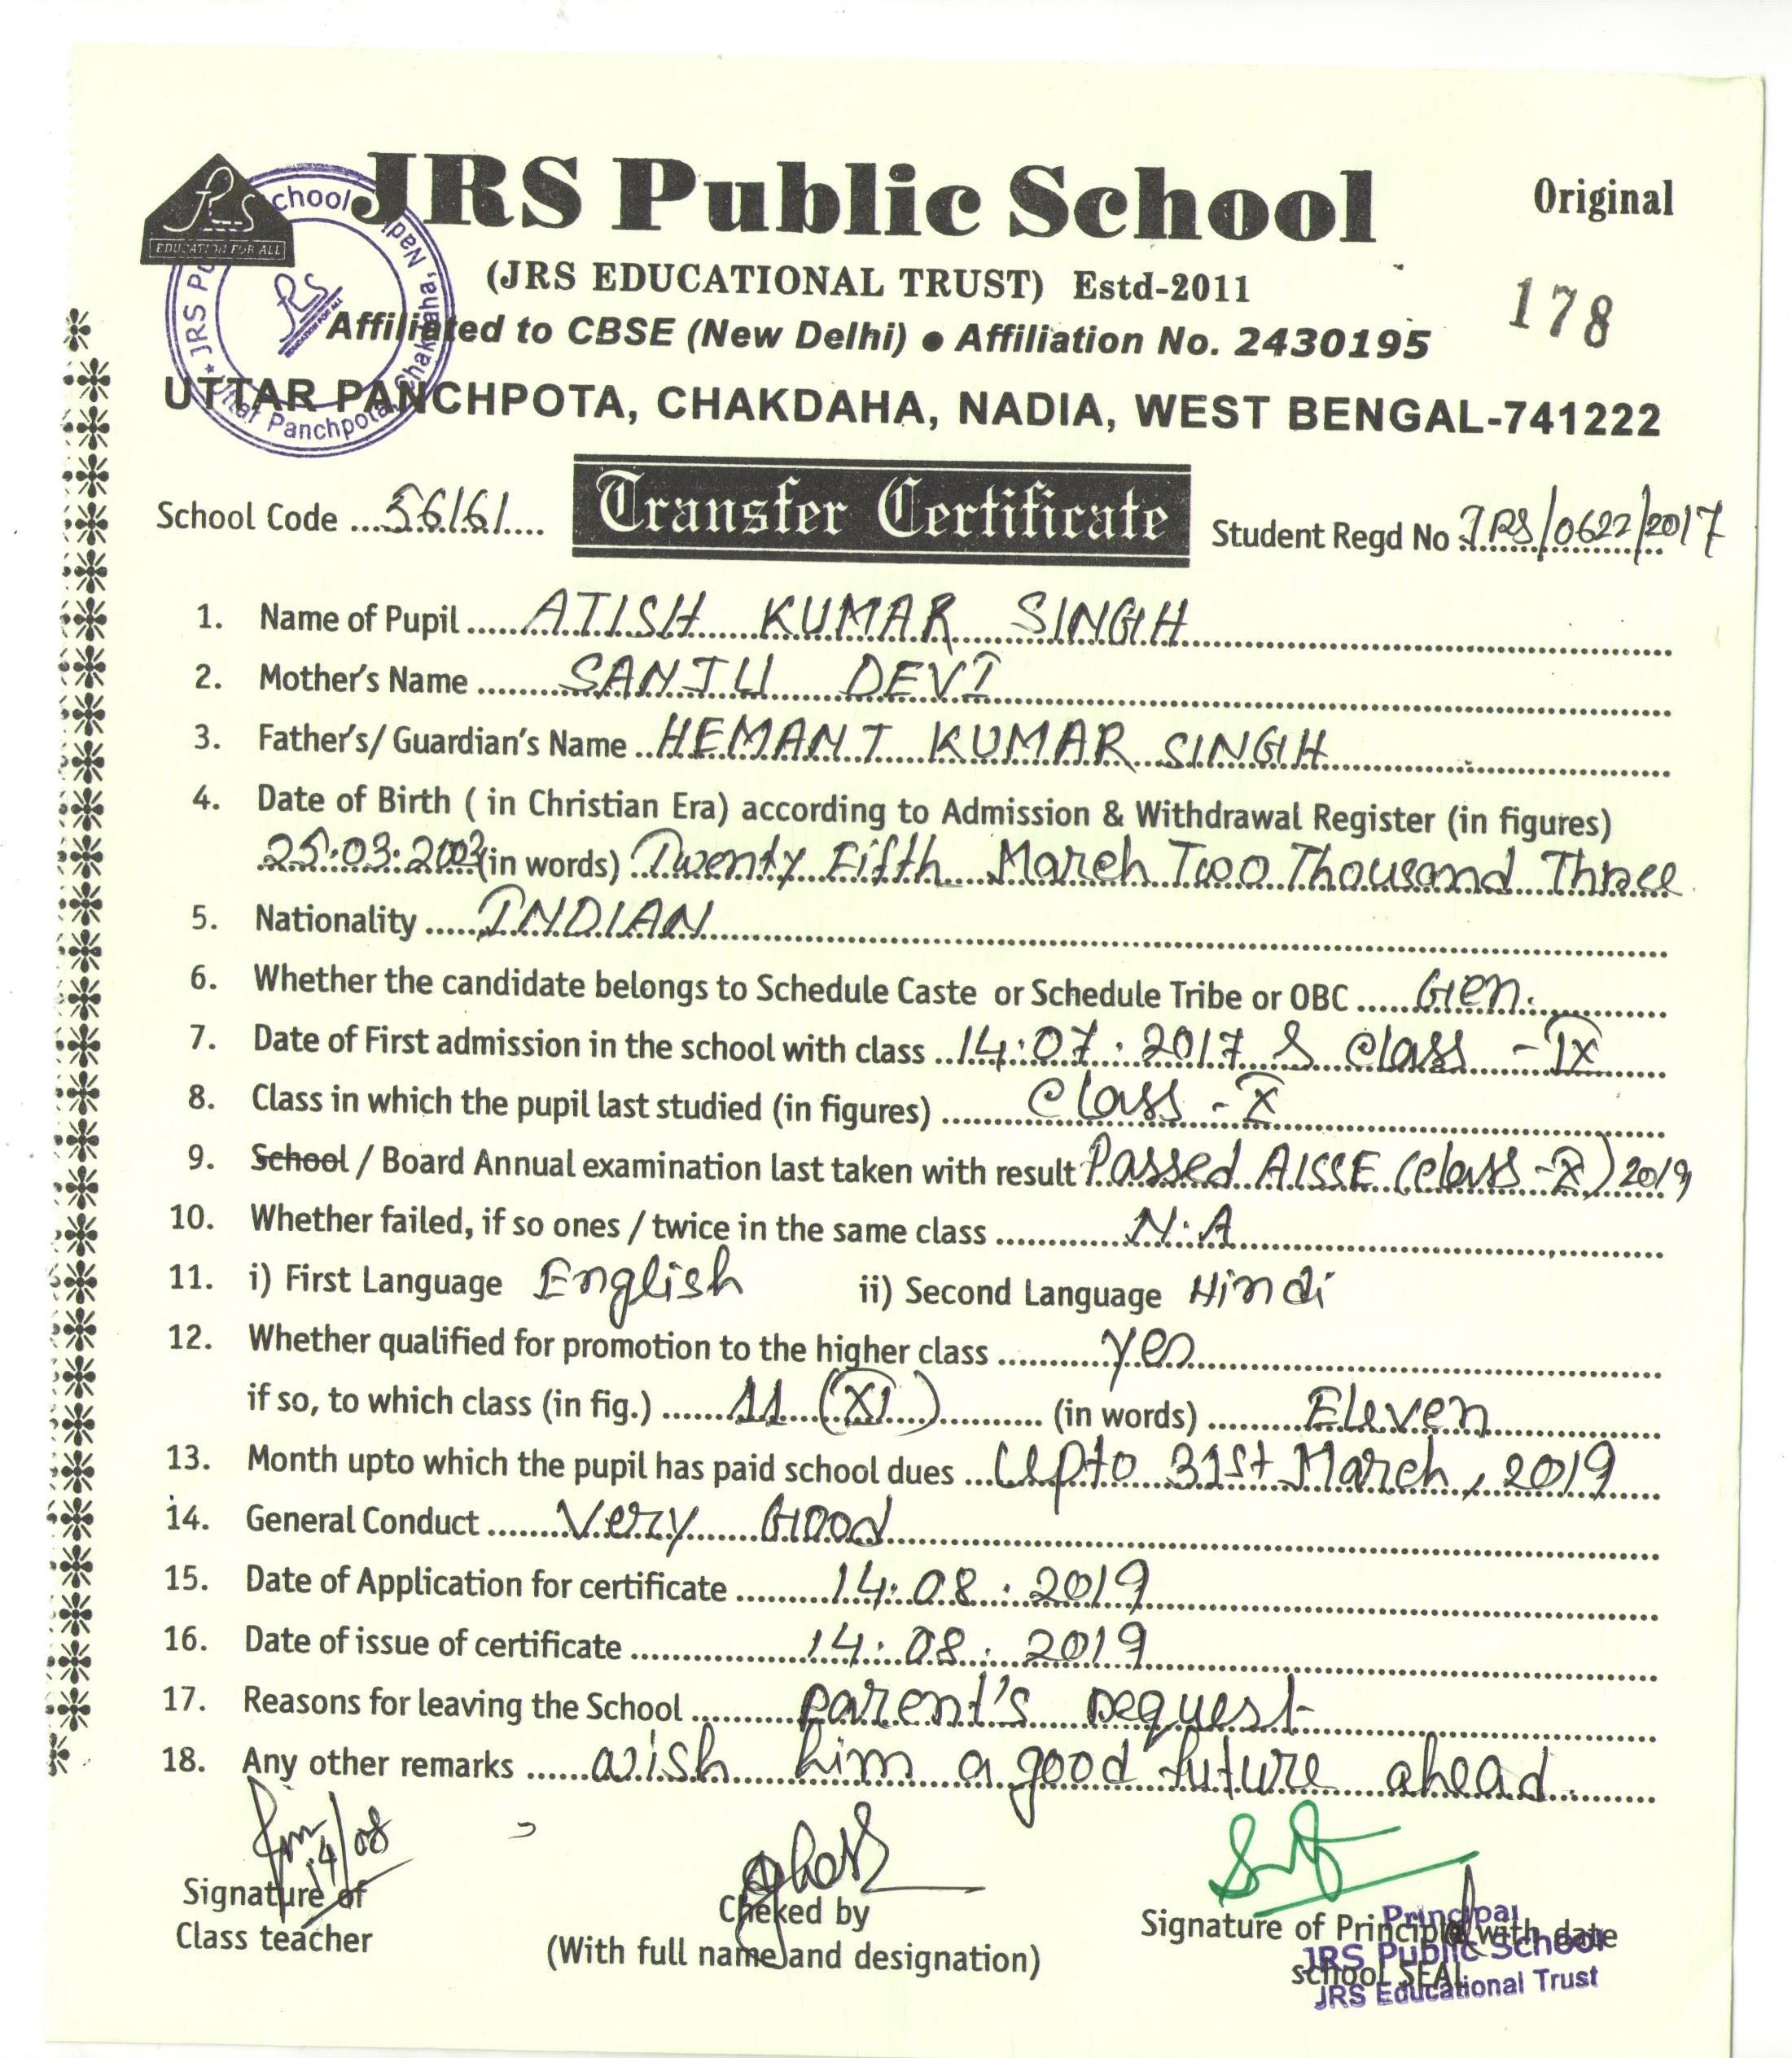 JRS Public School
Original
JRS
EDUCATION FOR ALL
(JRS EDUCATIONAL TRUST) Estd-2011
178
Affiliated to CBSE (New Delhi) ● Affiliation No. 2430195
UTTAR PANCHPOTA, CHAKDAHA, NADIA, WEST BENGAL-741222
School Code ...56161....
Transfer Certificate
Student Regd No JRS/0622/2017
1. Name of Pupil ..... ATISH KUMAR SINGH
2. Mother's Name ........ SANJU DEVI
3. Father's/ Guardian's Name .. HEMANT KUMAR SINGH
4. Date of Birth ( in Christian Era) according to Admission & Withdrawal Register (in figures)
25:03:2003 (in words) Twenty Fifth March Two Thousand Three
5. Nationality ..... INDIAN
6. Whether the candidate belongs to Schedule Caste or Schedule Tribe or OBC ..... Gen.
7. Date of First admission in the school with class .. 14:07:2017 & Class - IX
8. Class in which the pupil last studied (in figures) ........ Class - X
9. School / Board Annual examination last taken with result Passed AISSE (Class - X) 2019
10. Whether failed, if so ones / twice in the same class ............ N.A
11. i) First Language English ii) Second Language Hindi
12. Whether qualified for promotion to the higher class .......... yes
if so, to which class (in fig.) ....... 11 (XI) .......... (in words) ........ Eleven
13. Month upto which the pupil has paid school dues ... Upto 31st March, 2019
14. General Conduct ....... Very Good
15. Date of Application for certificate ......... 14:08:2019
16. Date of issue of certificate ................. 14:08:2019
17. Reasons for leaving the School .......... parent's request
18. Any other remarks ...... wish him a good future ahead.
14/08
Signature of
Class teacher
Cheked by
(With full name and designation)
Signature of Principle with date
school SEAL
Principal
JRS Public School
JRS Educational Trust